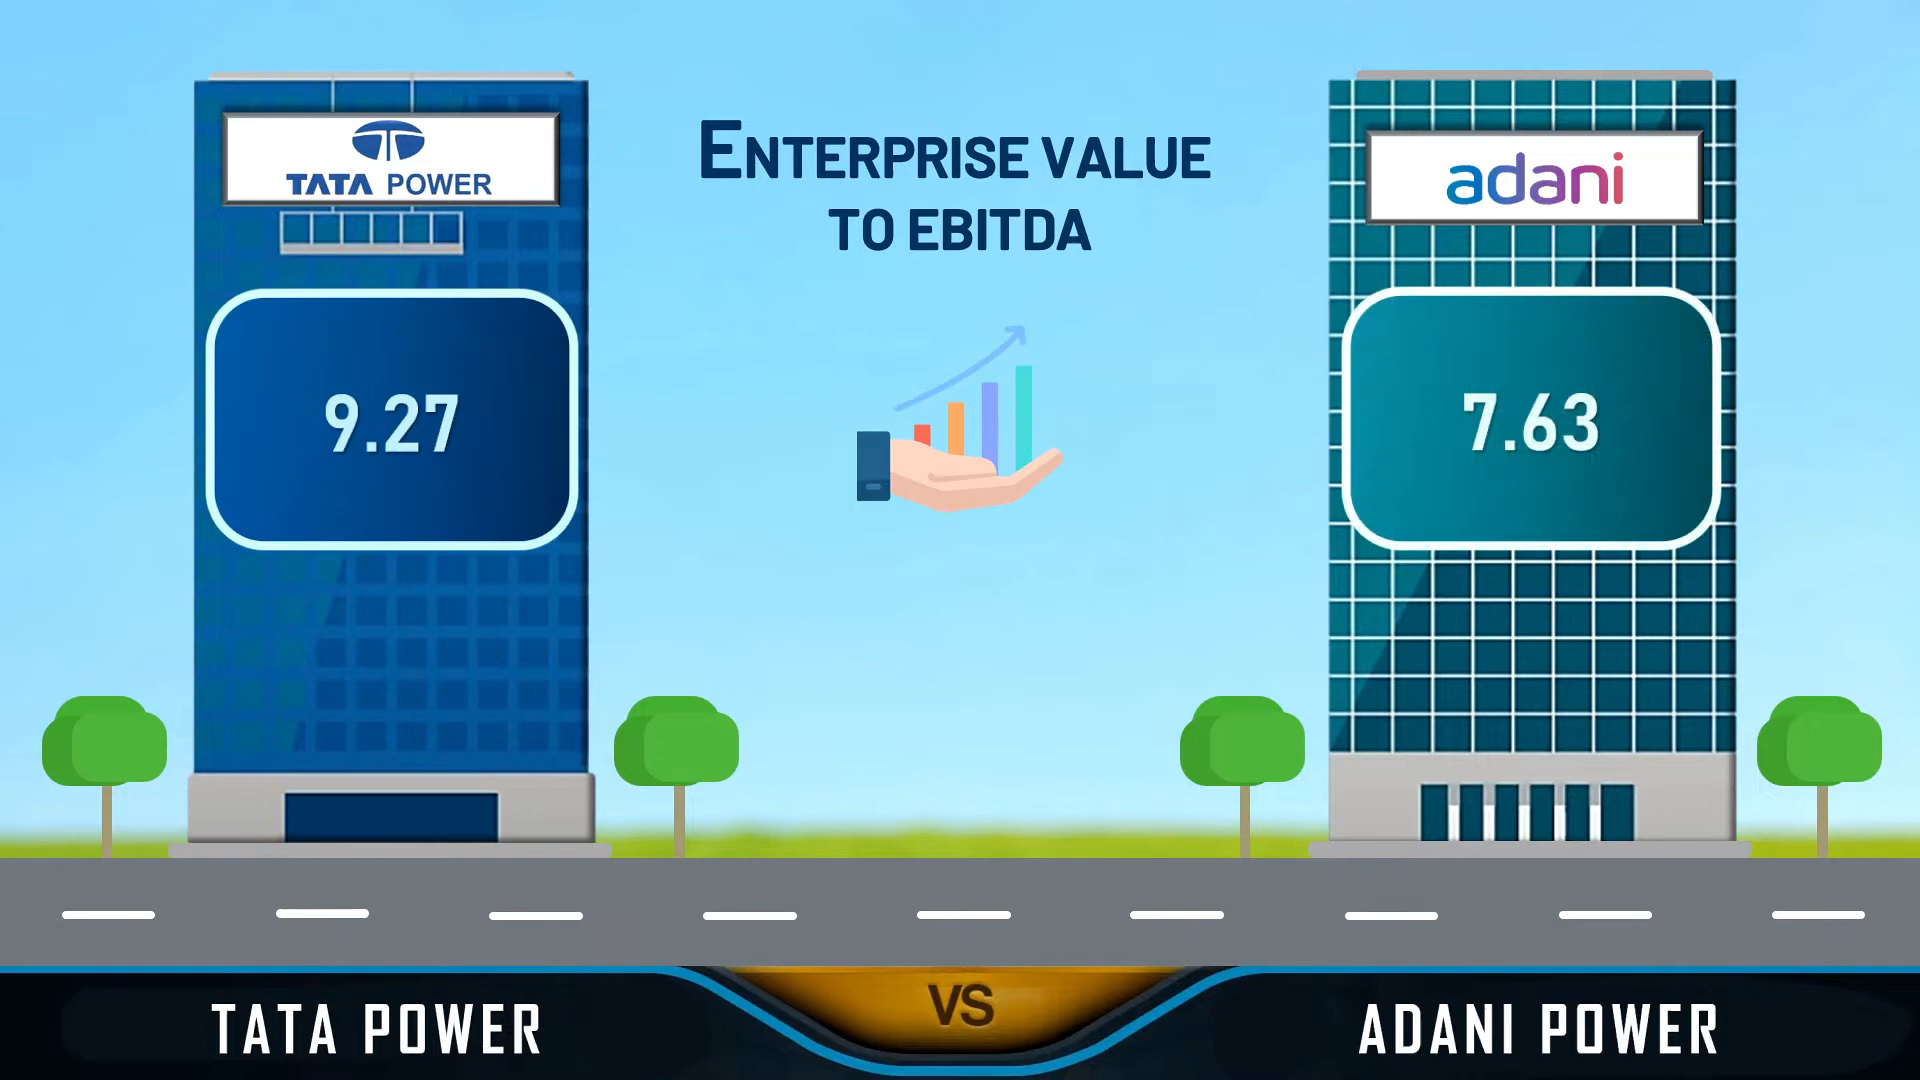 TATA POWER
ENTERPRISE VALUE
TO EBITDA
adani
9.27
7.63
TATA POWER
VS
ADANI POWER